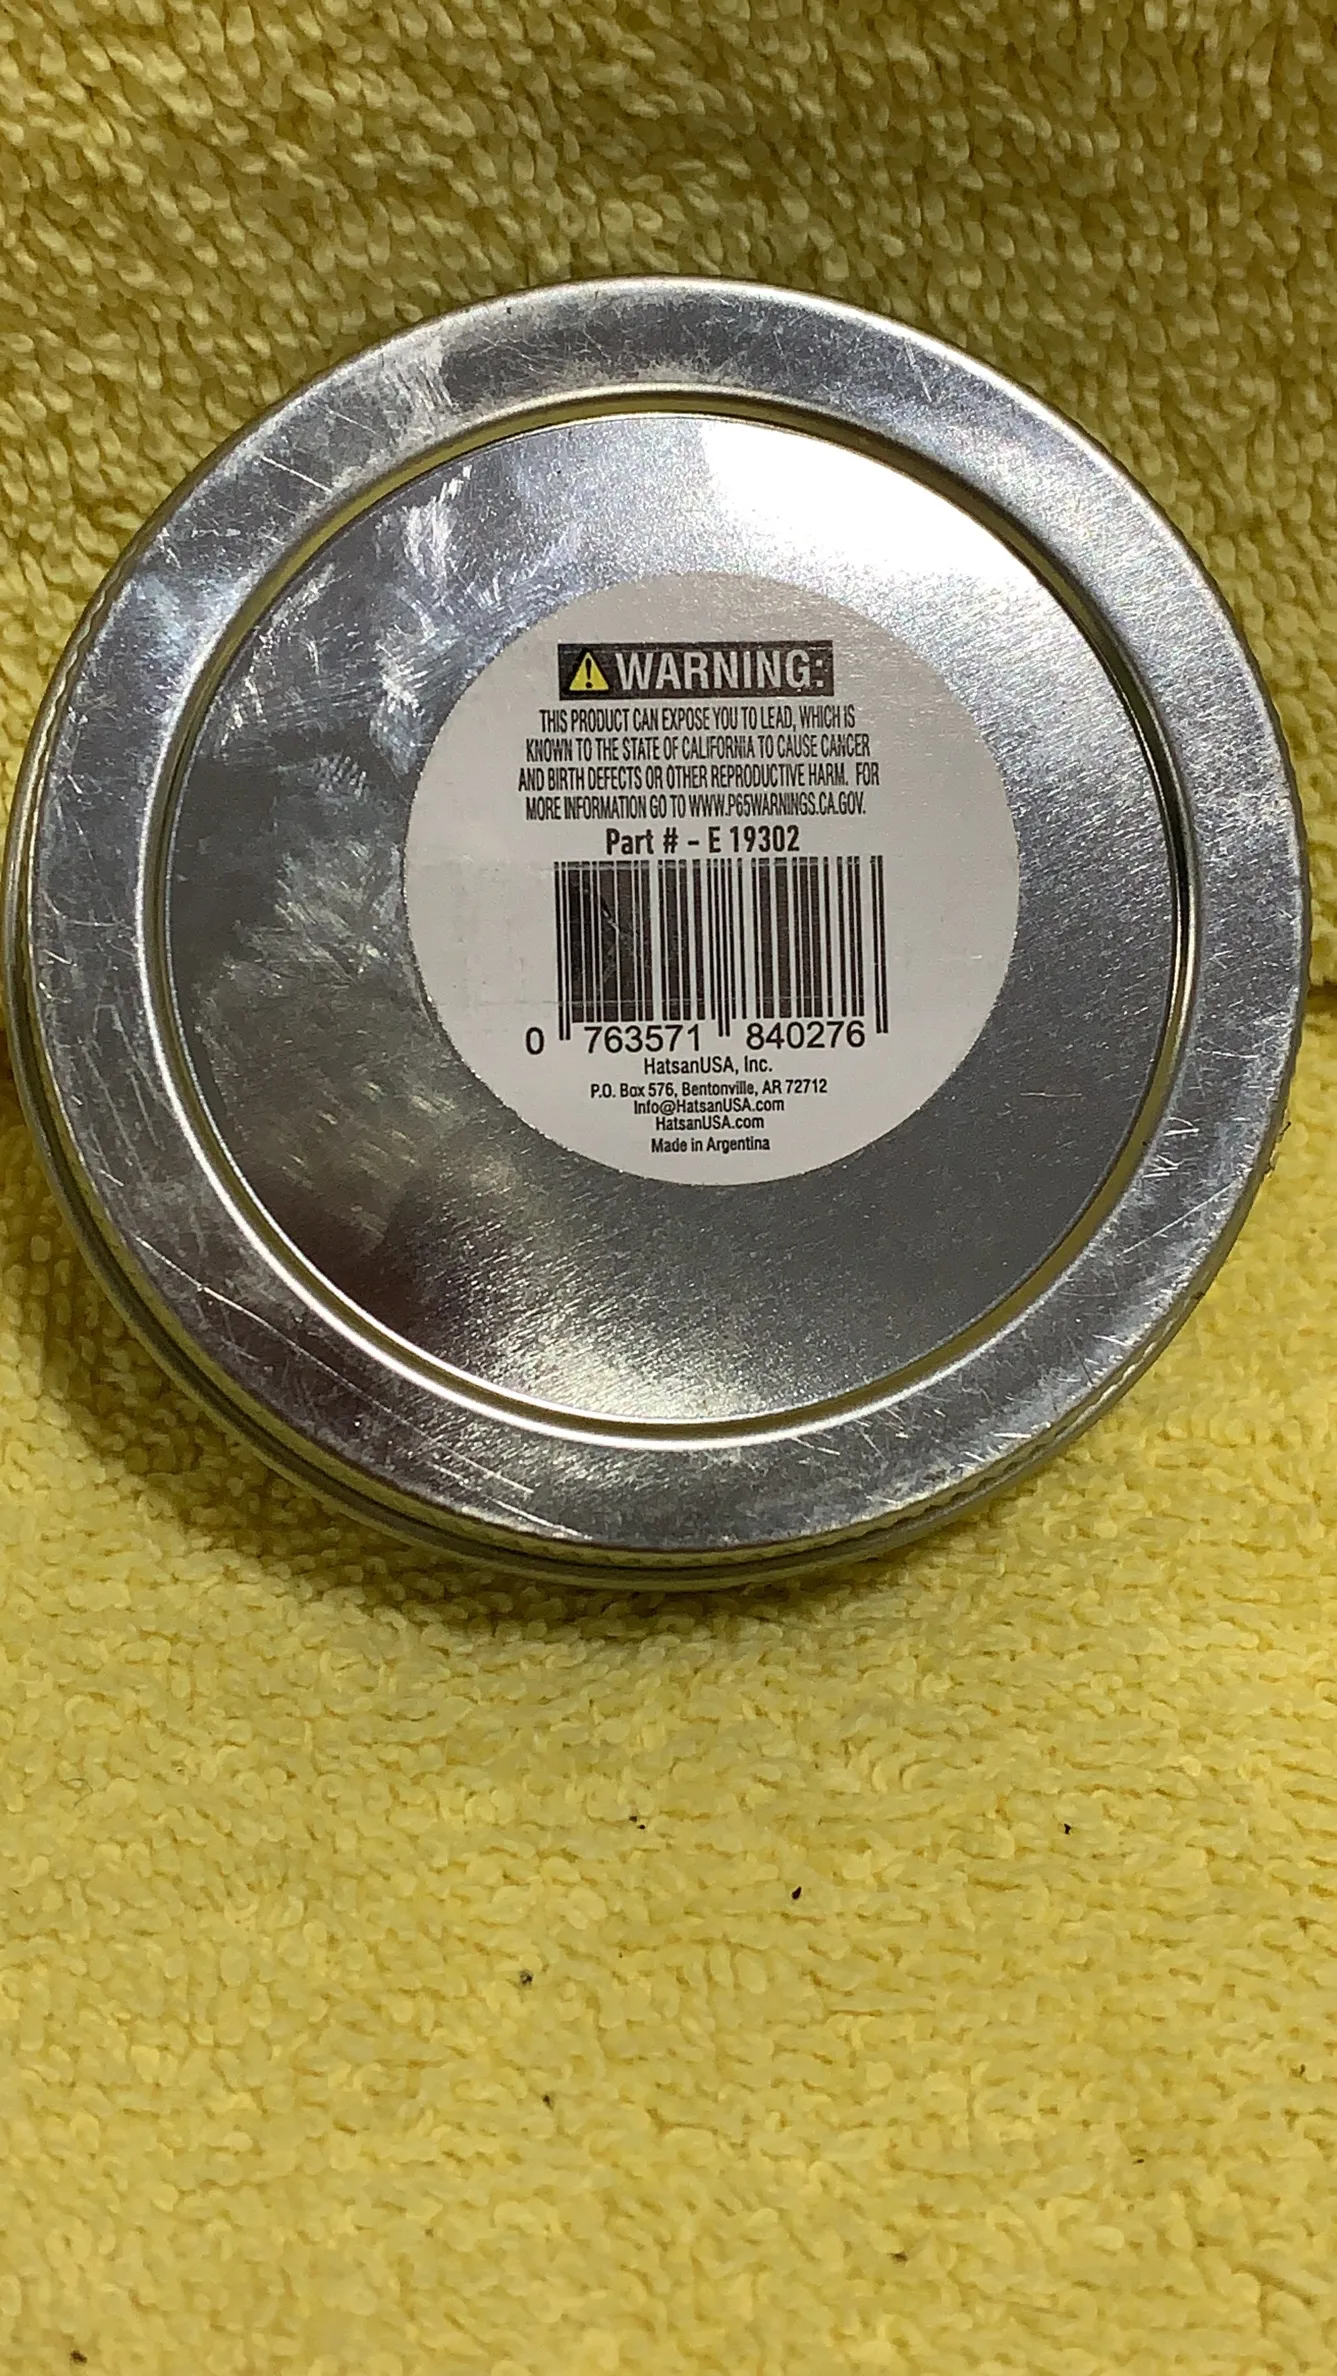 ⚠ WARNING:
THIS PRODUCT CAN EXPOSE YOU TO LEAD, WHICH IS
KNOWN TO THE STATE OF CALIFORNIA TO CAUSE CANCER
AND BIRTH DEFECTS OR OTHER REPRODUCTIVE HARM. FOR
MORE INFORMATION GO TO WWW.P65WARNINGS.CA.GOV.
Part # - E 19302
0 763571 840276
HatsanUSA, Inc.
P.O. Box 576, Bentonville, AR 72712
Info@HatsanUSA.com
HatsanUSA.com
Made in Argentina